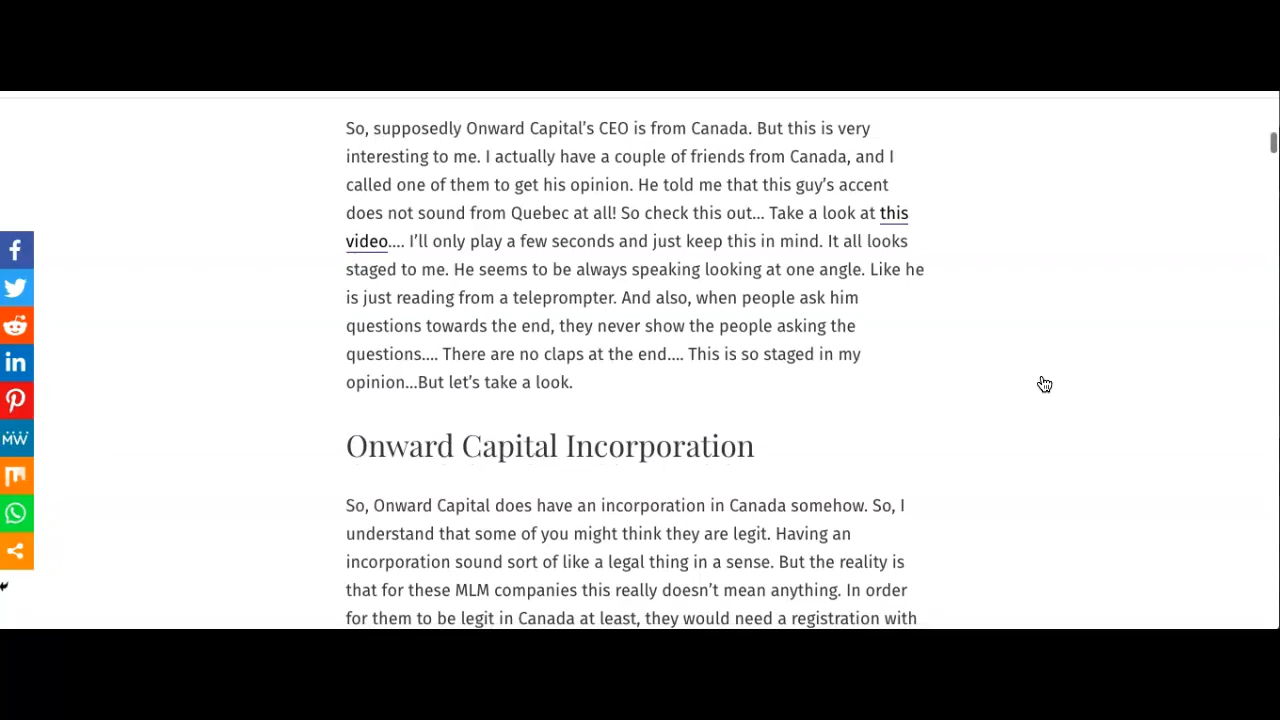 So, supposedly Onward Capital’s CEO is from Canada. But this is very
interesting to me. I actually have a couple of friends from Canada, and I
called one of them to get his opinion. He told me that this guy’s accent
does not sound from Quebec at all! So check this out… Take a look at this
video…. I’ll only play a few seconds and just keep this in mind. It all looks
staged to me. He seems to be always speaking looking at one angle. Like he
is just reading from a teleprompter. And also, when people ask him
questions towards the end, they never show the people asking the
questions…. There are no claps at the end…. This is so staged in my
opinion…But let’s take a look.
Onward Capital Incorporation
So, Onward Capital does have an incorporation in Canada somehow. So, I
understand that some of you might think they are legit. Having an
incorporation sound sort of like a legal thing in a sense. But the reality is
that for these MLM companies this really doesn’t mean anything. In order
for them to be legit in Canada at least, they would need a registration with
f
in
MW